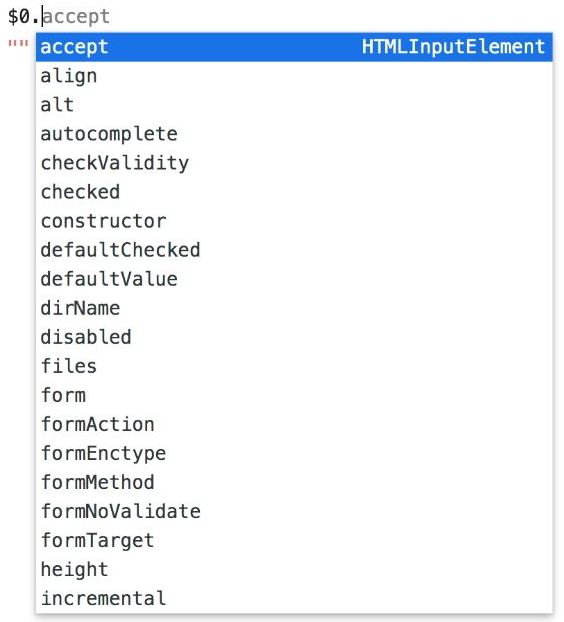 $0.accept
"" accept HTMLInputElement
align
alt
autocomplete
checkValidity
checked
constructor
defaultChecked
defaultValue
dirName
disabled
files
form
formAction
formEnctype
formMethod
formNoValidate
formTarget
height
incremental